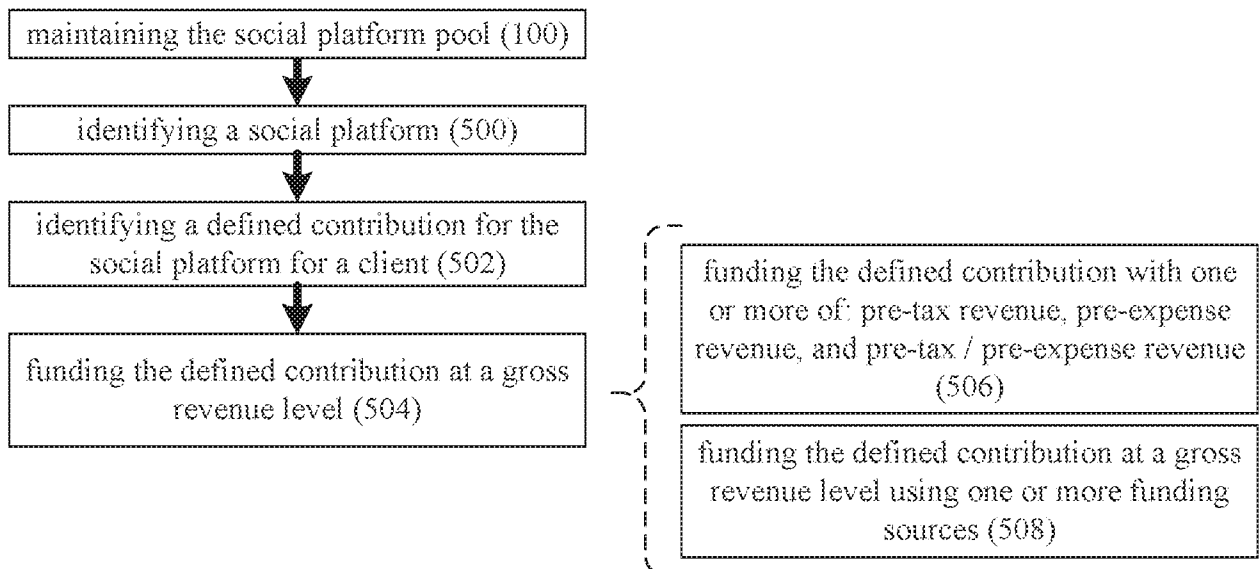 maintaining the social platform pool (100)
identifying a social platform (500)
identifying a defined contribution for the
social platform for a client (502)
funding the defined contribution at a gross
revenue level (504)
funding the defined contribution with one
or more of: pre-tax revenue, pre-expense
revenue, and pre-tax / pre-expense revenue
(506)
funding the defined contribution at a gross
revenue level using one or more funding
sources (508)